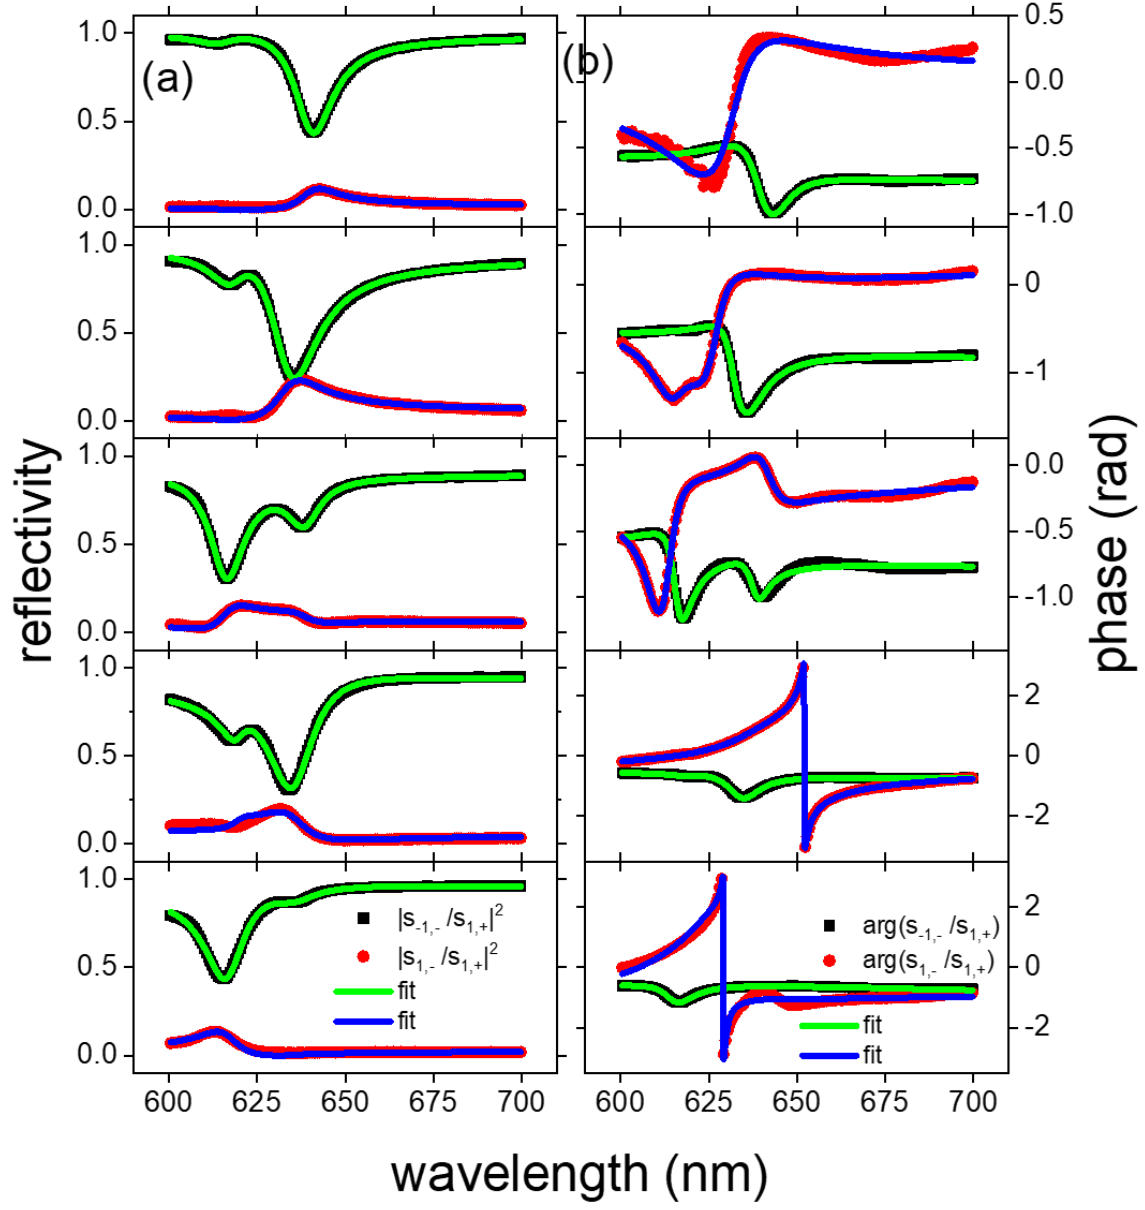 (a)
(b)
1.0
0.5
0.0
1.0
0.5
0.0
1.0
0.5
0.0
1.0
0.5
0.0
1.0
0.5
0.0
0.5
0.0
-0.5
-1.0
0
-1
0.0
-0.5
-1.0
2
0
-2
2
0
-2
reflectivity
phase (rad)
|s-1,- /s1,+|²
|s1,- /s1,+|²
fit
fit
arg(s-1,- /s1,+)
arg(s1,- /s1,+)
fit
fit
600 625 650 675 700
600 625 650 675 700
wavelength (nm)